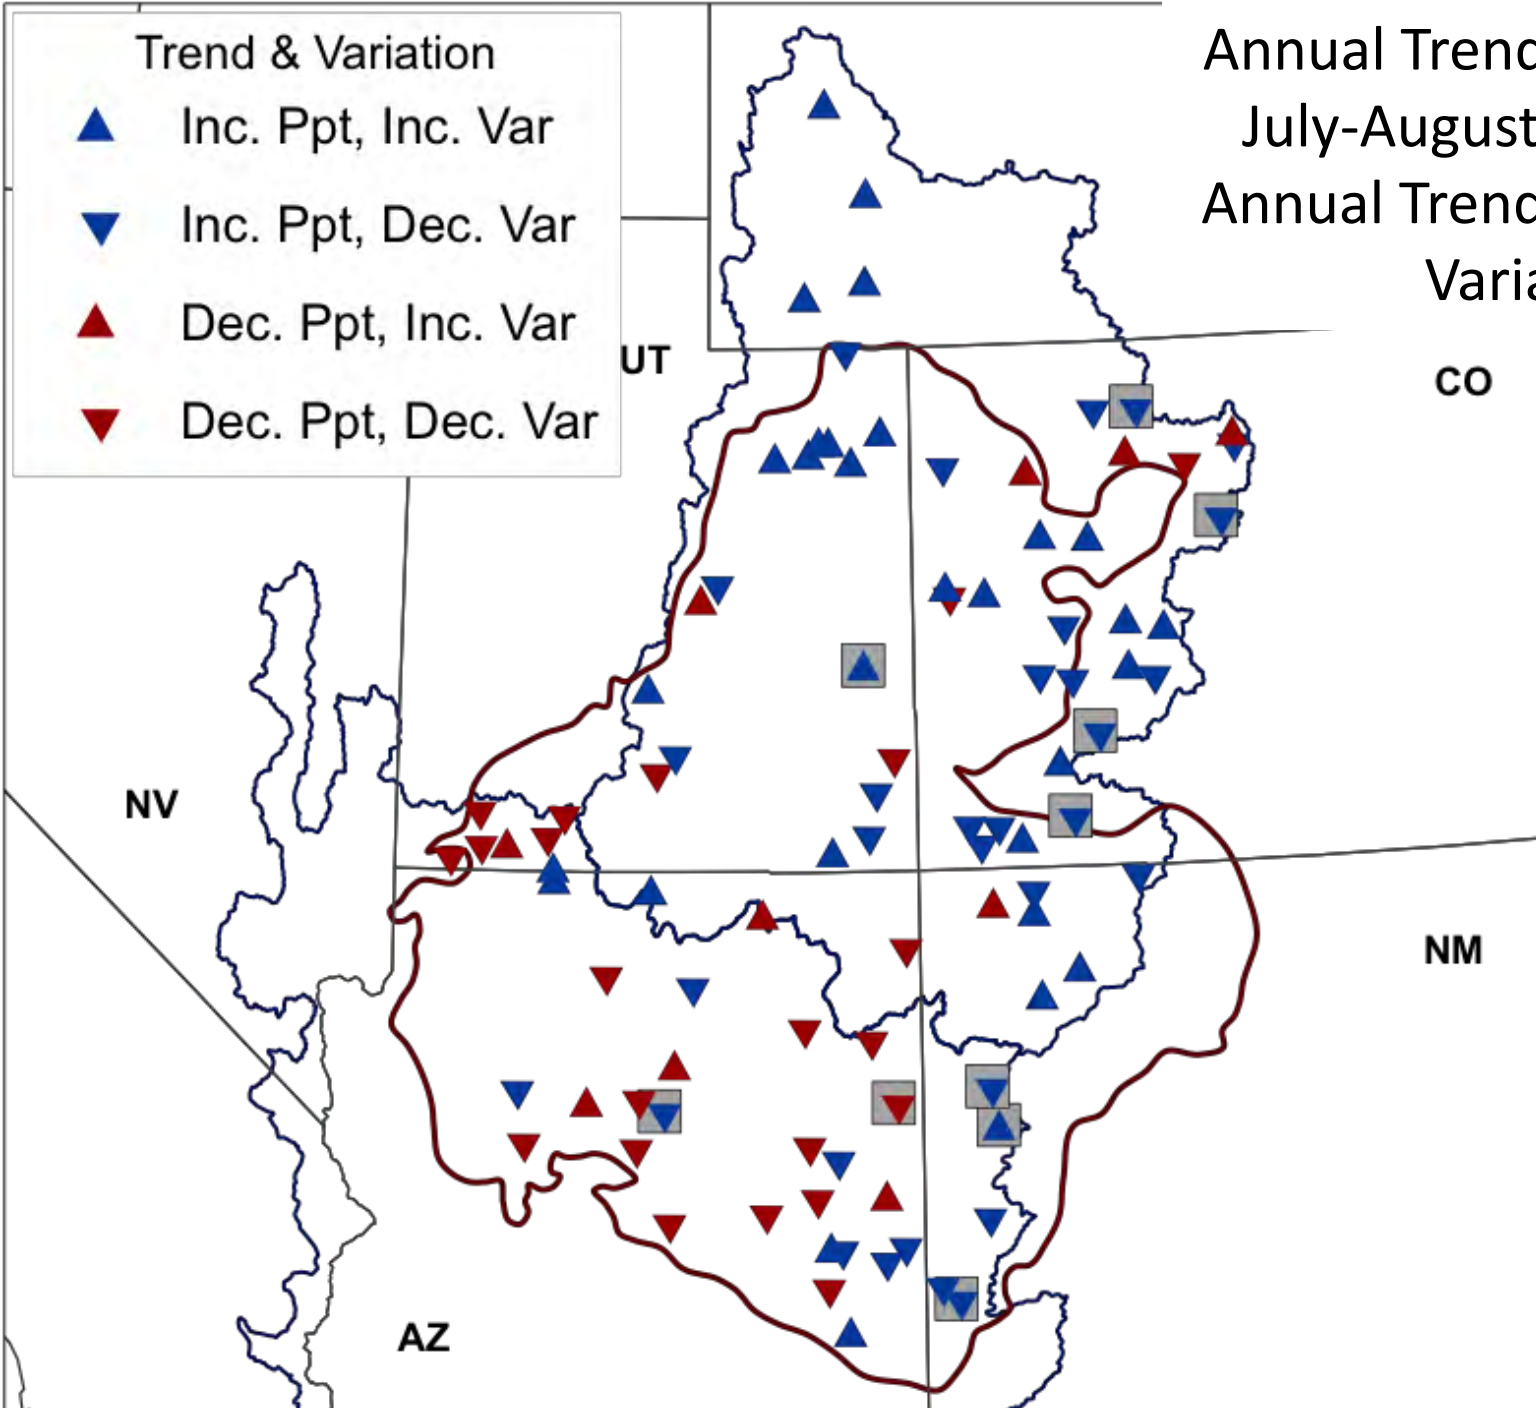 Trend & Variation
Inc. Ppt, Inc. Var
Inc. Ppt, Dec. Var
Dec. Ppt, Inc. Var
Dec. Ppt, Dec. Var
Annual Trend
July-August
Annual Trend
Varia
UT
CO
NV
NM
AZ